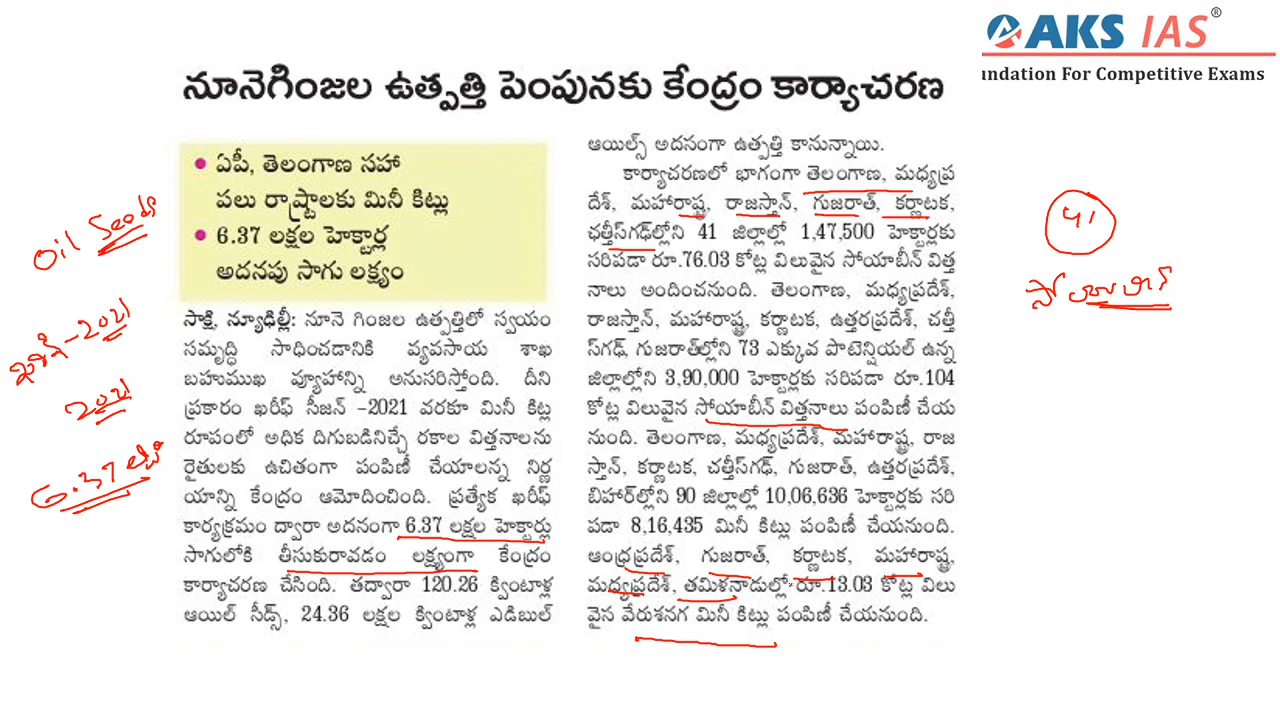 AKS IAS®
undation For Competitive Exams
నూనెగింజల ఉత్పత్తి పెంపునకు కేంద్రం కార్యాచరణ
• ఏపీ, తెలంగాణ సహా
పలు రాష్ట్రాలకు మినీ కిట్లు
• 6.37 లక్షల హెక్టార్ల
అదనపు సాగు లక్ష్యం
సాక్షి, న్యూఢిల్లీ: నూనె గింజల ఉత్పత్తిలో స్వయం
సమృద్ధి సాధించడానికి వ్యవసాయ శాఖ
బహుముఖ వ్యూహాన్ని అనుసరిస్తోంది. దీని
ప్రకారం ఖరీఫ్ సీజన్ –2021 వరకూ మినీ కిట్ల
రూపంలో అధిక దిగుబడినిచ్చే రకాల విత్తనాలను
రైతులకు ఉచితంగా పంపిణీ చేయాలన్న నిర్ణ
యాన్ని కేంద్రం ఆమోదించింది. ప్రత్యేక ఖరీఫ్
కార్యక్రమం ద్వారా అదనంగా 6.37 లక్షల హెక్టార్లు
సాగులోకి తీసుకురావడం లక్ష్యంగా కేంద్రం
కార్యాచరణ చేసింది. తద్వారా 120.26 క్వింటాళ్ల
ఆయిల్ సీడ్స్, 24.36 లక్షల క్వింటాళ్ల ఎడిబుల్
ఆయిల్స్ అదనంగా ఉత్పత్తి కానున్నాయి.
కార్యాచరణలో భాగంగా తెలంగాణ, మధ్యప్ర
దేశ్, మహారాష్ట్ర, రాజస్తాన్, గుజరాత్, కర్ణాటక,
ఛత్తీస్‌గఢ్‌ల్లోని 41 జిల్లాల్లో 1,47,500 హెక్టార్లకు
సరిపడా రూ.76.03 కోట్ల విలువైన సోయాబీన్ విత్త
నాలు అందించనుంది. తెలంగాణ, మధ్యప్రదేశ్,
రాజస్తాన్, మహారాష్ట్ర, కర్ణాటక, ఉత్తరప్రదేశ్, చత్తీ
స్‌గఢ్, గుజరాత్‌ల్లోని 73 ఎక్కువ పొటెన్షియల్ ఉన్న
జిల్లాల్లోని 3,90,000 హెక్టార్లకు సరిపడా రూ.104
కోట్ల విలువైన సోయాబీన్ విత్తనాలు పంపిణీ చేయ
నుంది. తెలంగాణ, మధ్యప్రదేశ్, మహారాష్ట్ర, రాజ
స్తాన్, కర్ణాటక, చత్తీస్‌గఢ్, గుజరాత్, ఉత్తరప్రదేశ్,
బిహార్‌ల్లోని 90 జిల్లాల్లో 10,06,636 హెక్టార్లకు సరి
పడా 8,16,435 మినీ కిట్లు పంపిణీ చేయనుంది.
ఆంధ్రప్రదేశ్, గుజరాత్, కర్ణాటక, మహారాష్ట్ర,
మధ్యప్రదేశ్, తమిళనాడుల్లో రూ.13.03 కోట్ల విలు
వైన వేరుశనగ మినీ కిట్లు పంపిణీ చేయనుంది.
Oil Seeds
ఖరీఫ్-2021
2021
6.37 లక్ష
41
సోయాబీన్